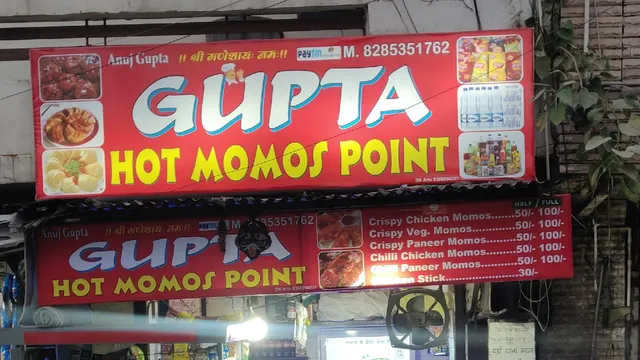 Anuj Gupta !! श्री गणेशायः नमः!! Paytm M. 8285351762
GUPTA
HOT MOMOS POINT
Anuj Gupta !! श्री गणेशायः नमः!! M. 8285351762
GUPTA
HOT MOMOS POINT
HALF / FULL
Crispy Chicken Momos.........50/- 100/-
Crispy Veg. Momos..............50/- 100/-
Crispy Paneer Momos..........50/- 100/-
Chilli Chicken Momos...........50/- 100/-
Paneer Momos.............50/- 100/-
Stick...............30/-